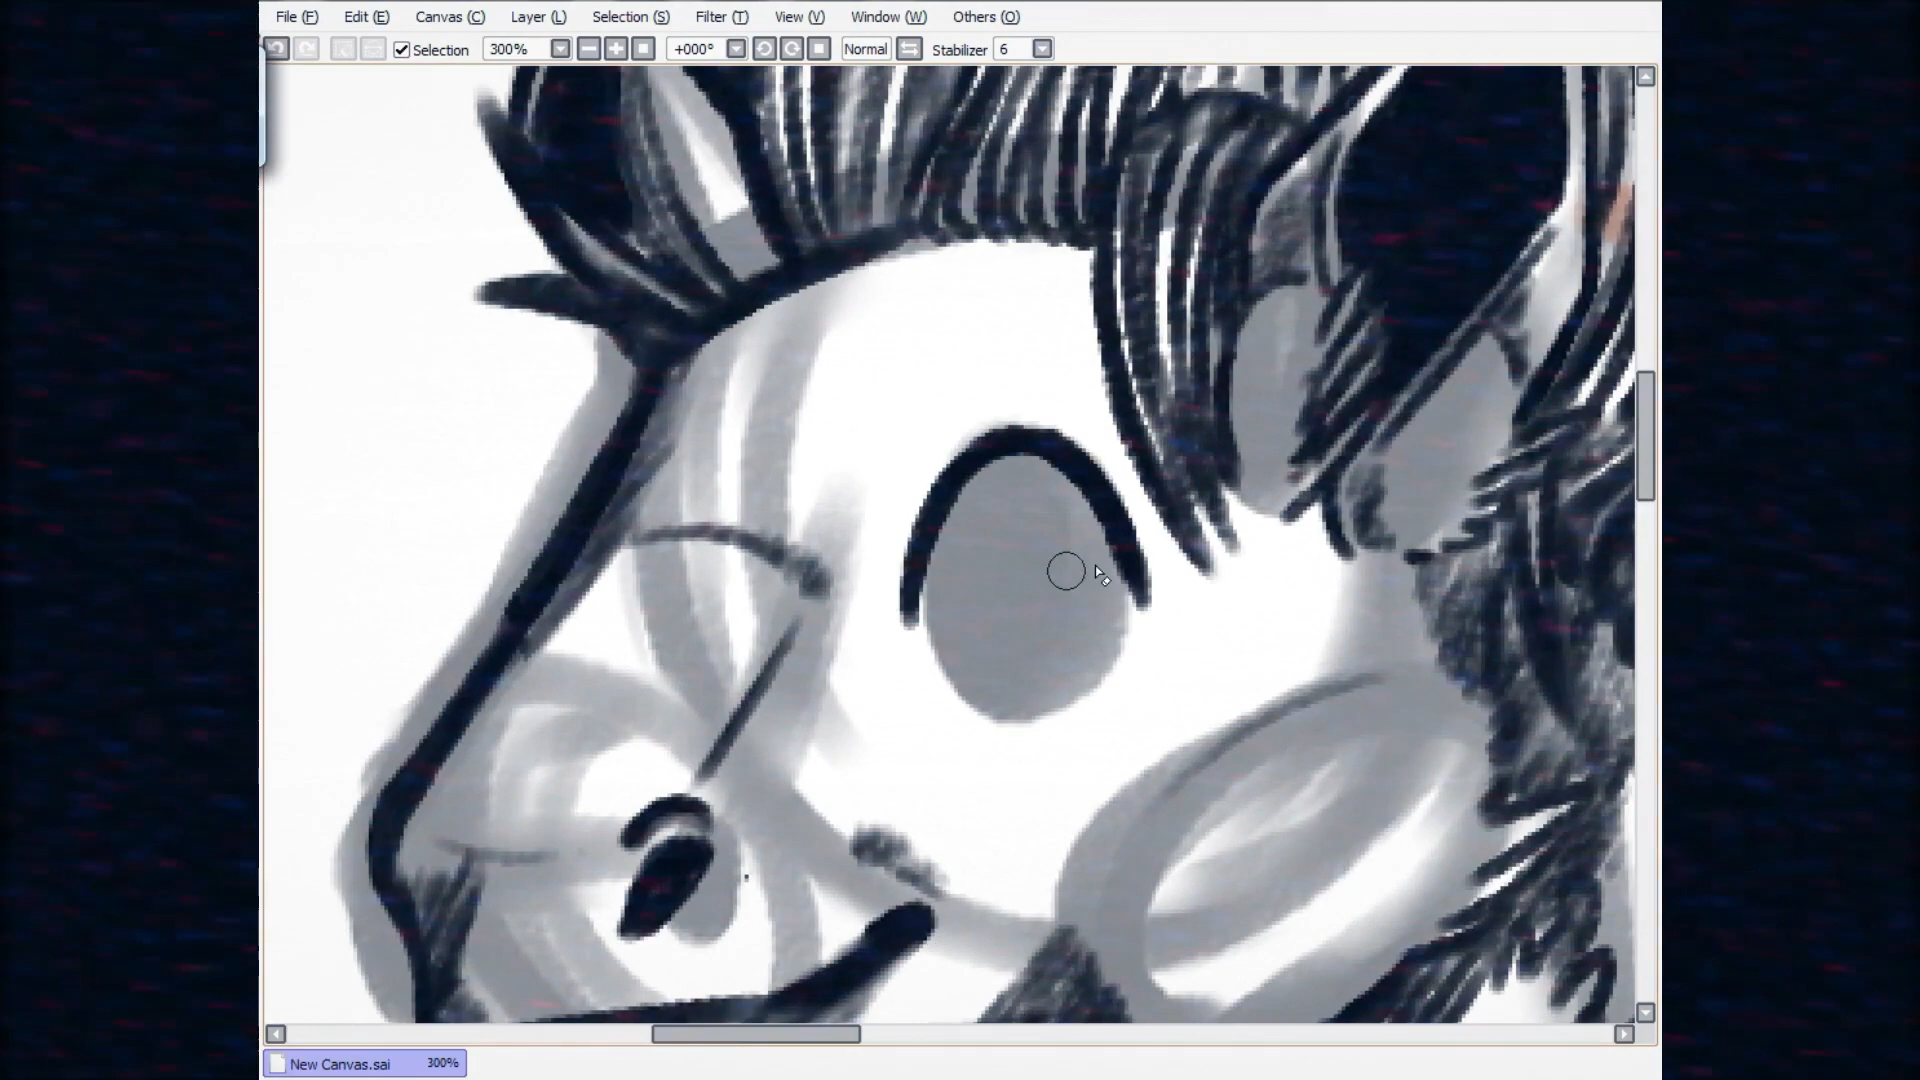 File (F) Edit (E) Canvas (C) Layer (L) Selection (S) Filter (T) View (V) Window (W) Others (O)
Selection 300% +000° Normal Stabilizer 6
New Canvas.sai 300%